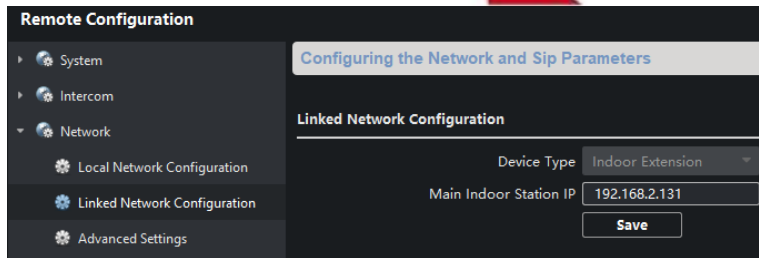 Remote Configuration
System
Intercom
Network
Local Network Configuration
Linked Network Configuration
Advanced Settings
Configuring the Network and Sip Parameters
Linked Network Configuration
Device Type Indoor Extension
Main Indoor Station IP 192.168.2.131
Save